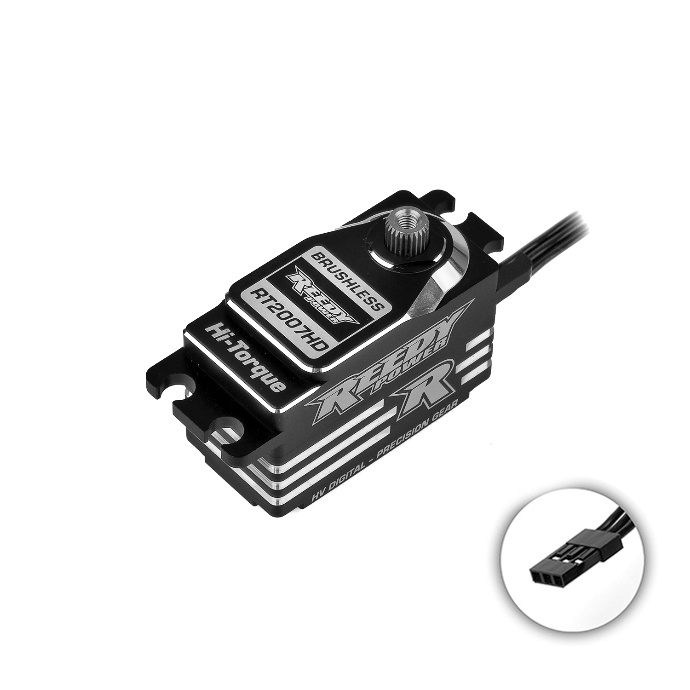 BRUSHLESS
REEDY
POWER
RT2007HD
Hi-Torque
REEDY
POWER
R
HV DIGITAL - PRECISION GEAR